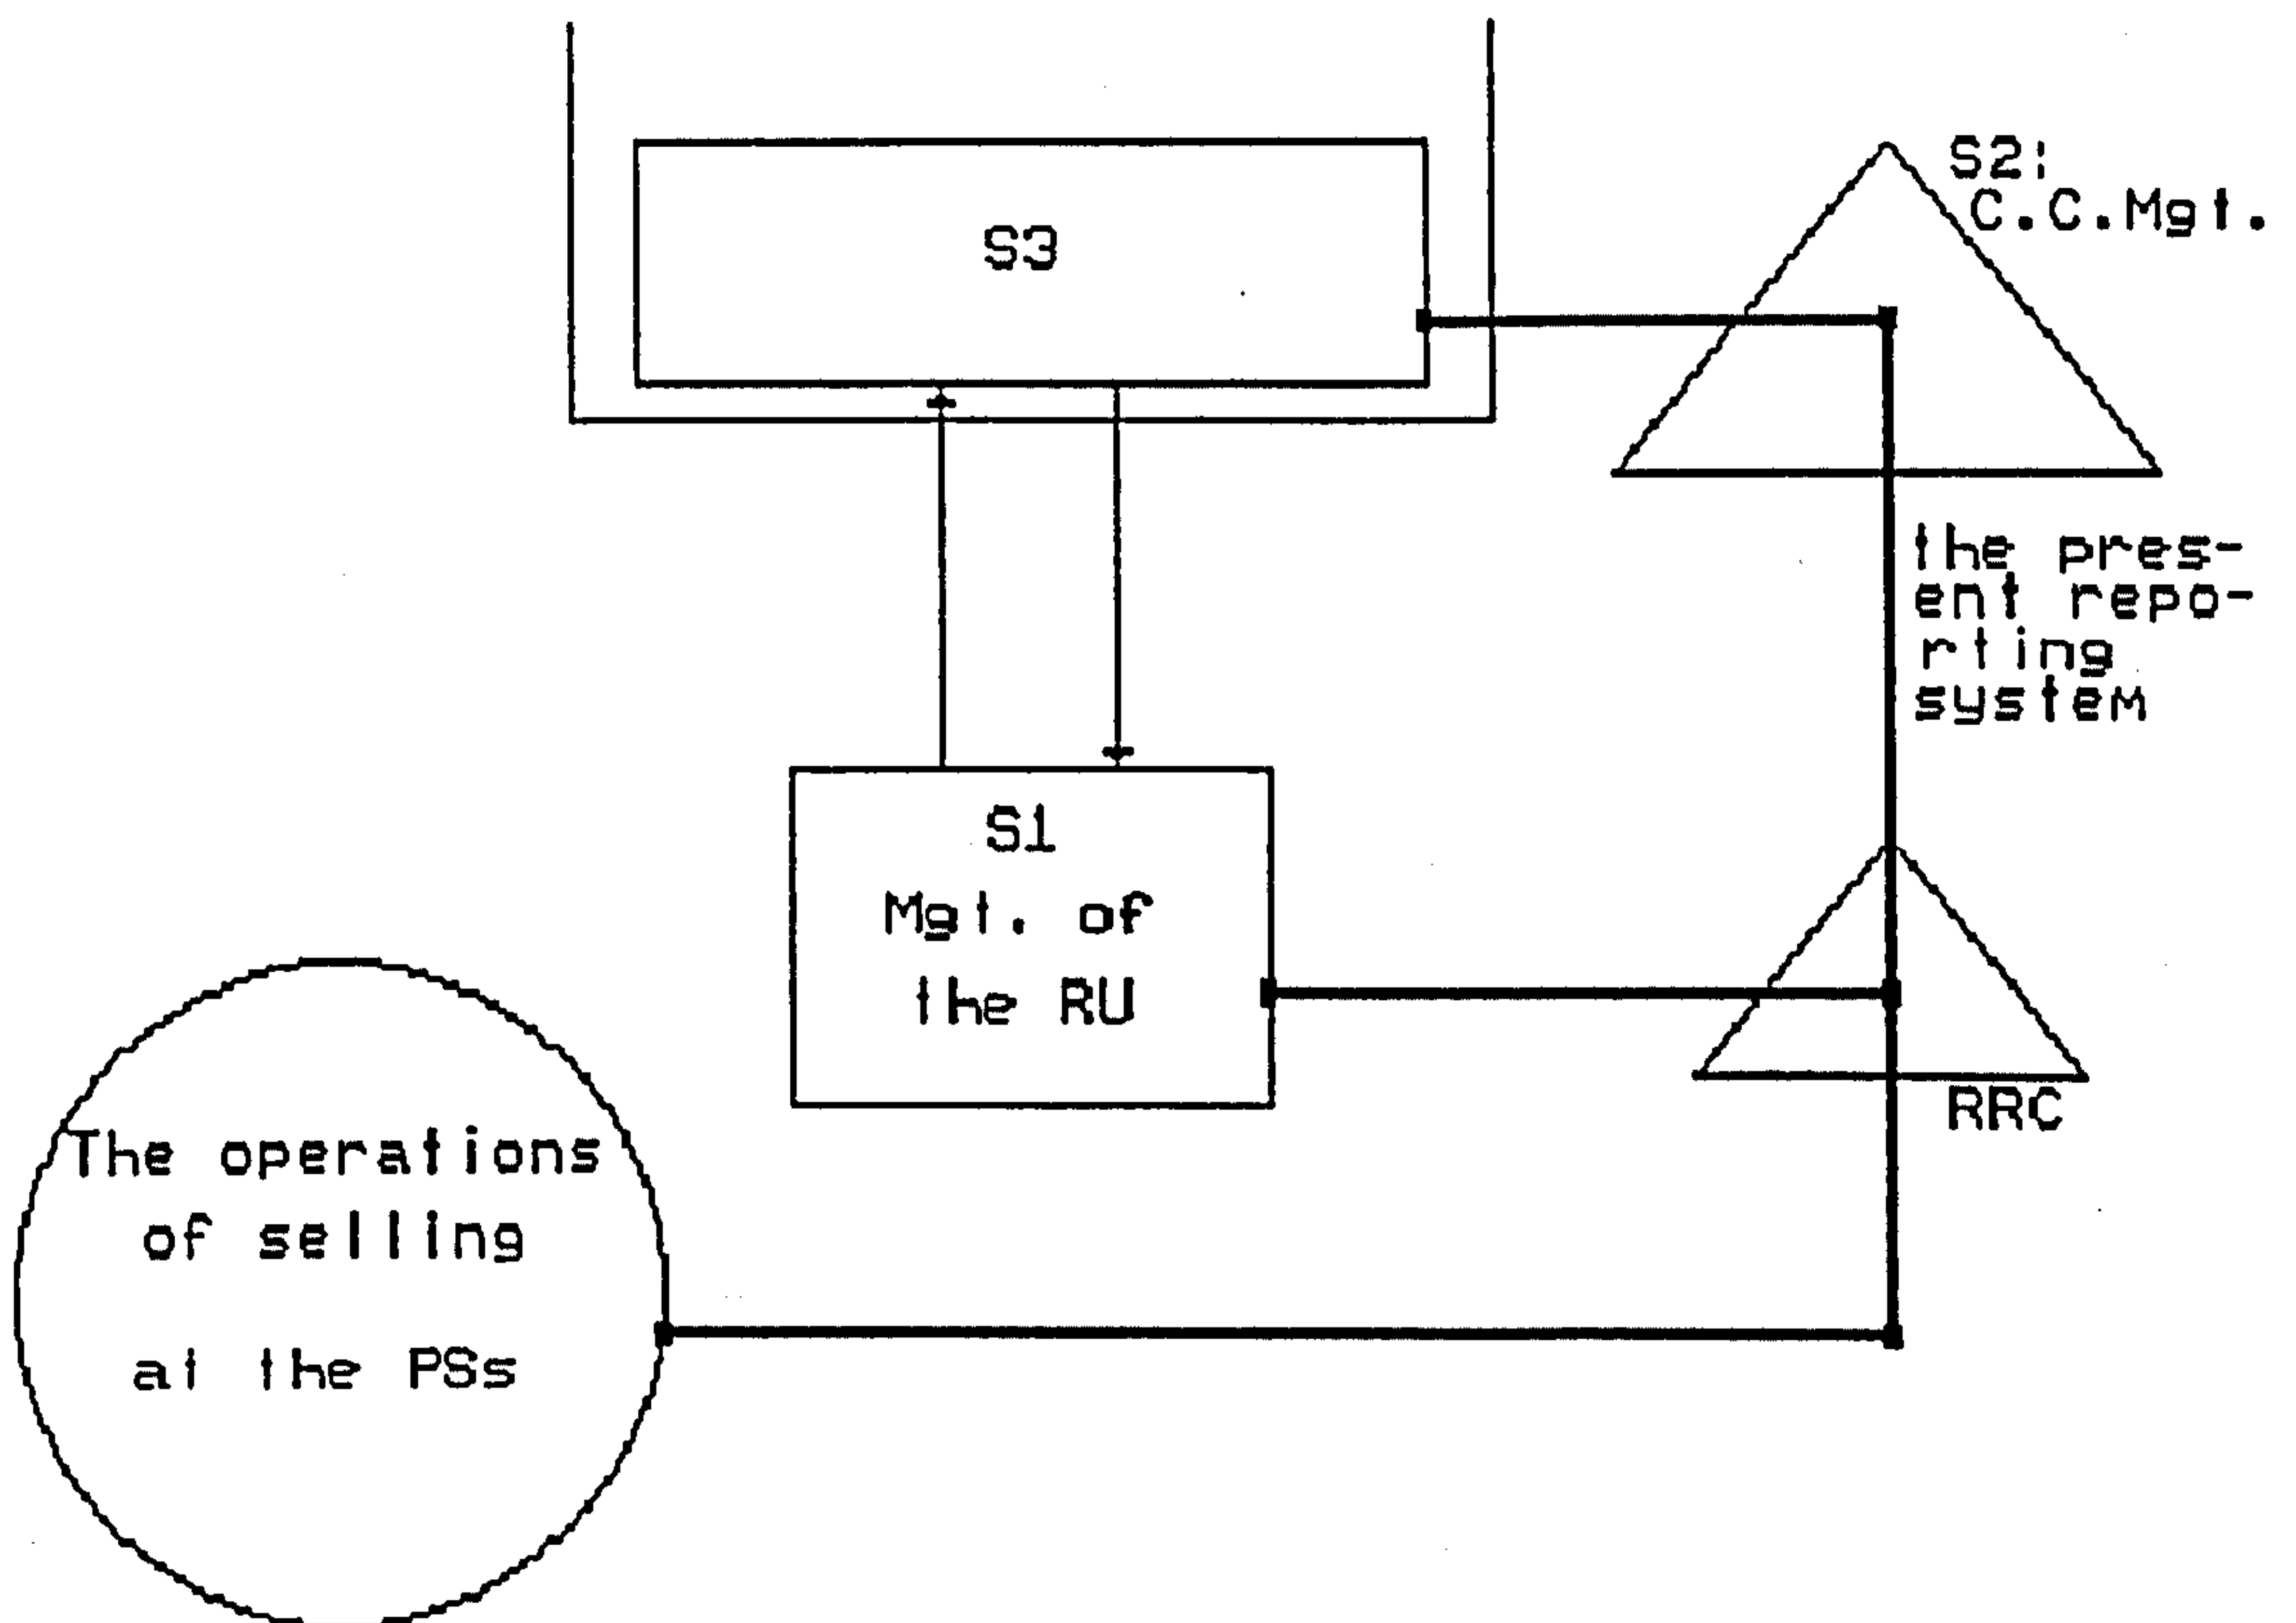 S3
S2:
C.C.Mgt.
the pres-
ent repo-
rting
system
S1
Mgt. of
the RU
RRC
The operations
of selling
at the PSs